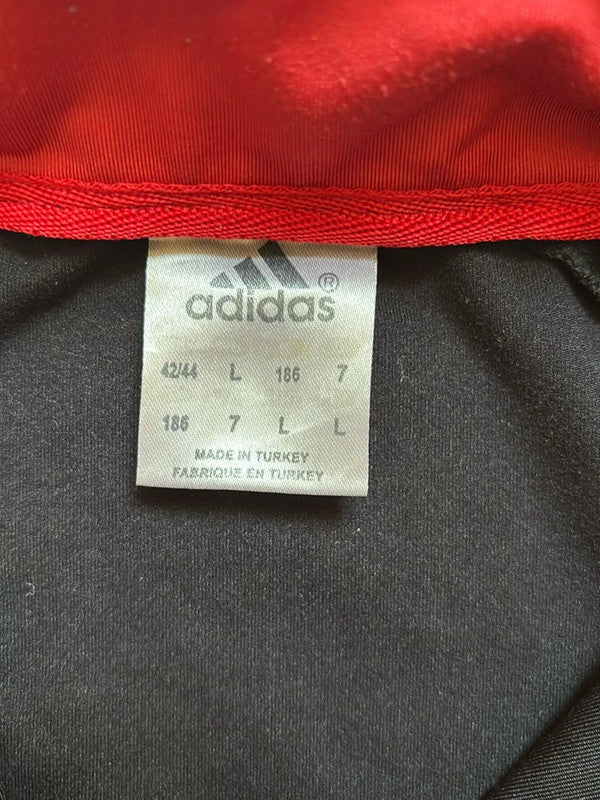 adidas®
42/44 L 186 7
186 7 L L
MADE IN TURKEY
FABRIQUE EN TURKEY